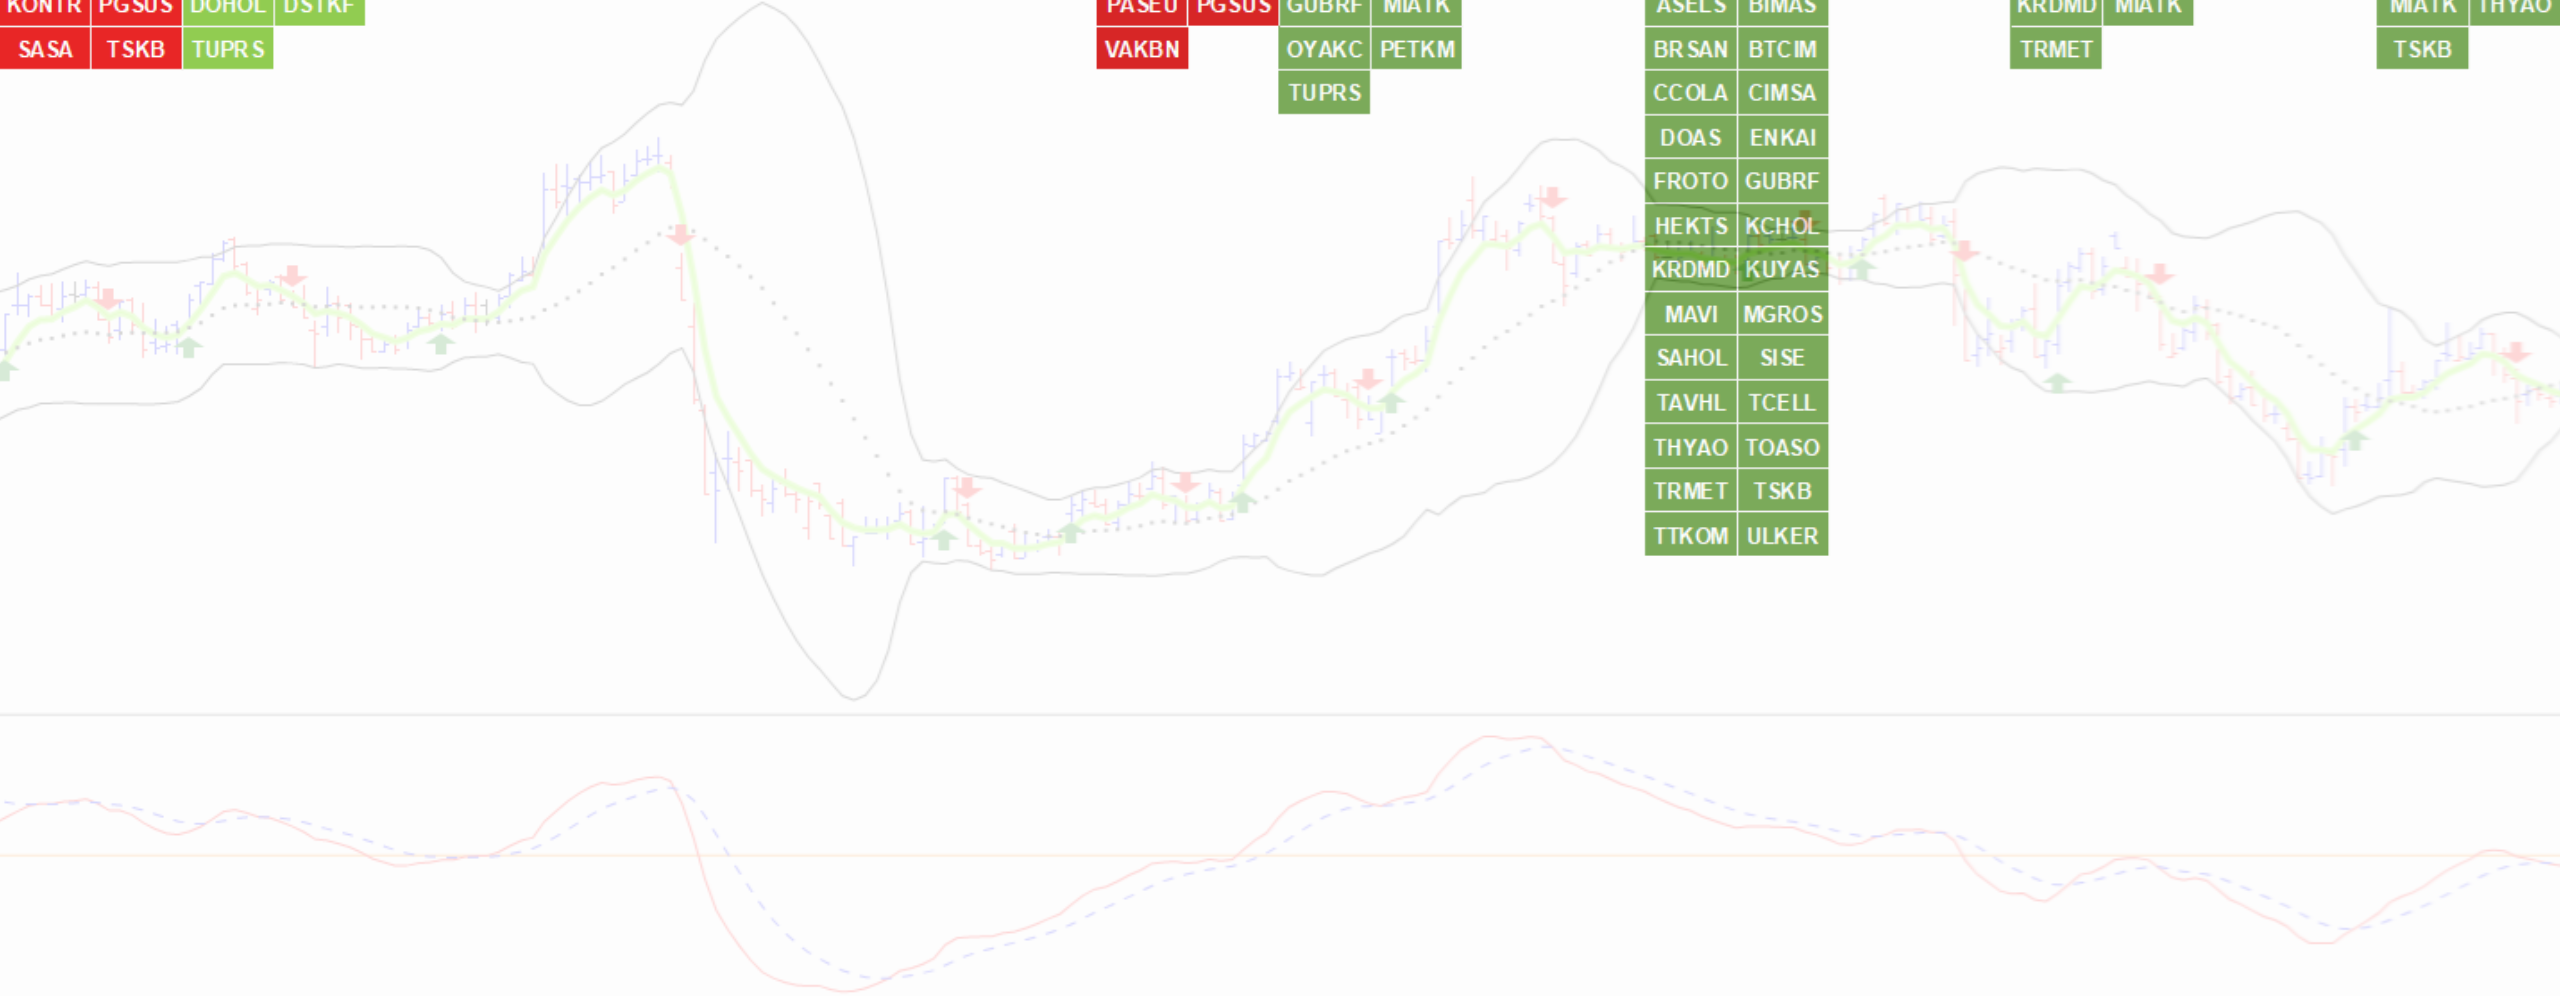 KONTR PGSUS DOHOL DSTKF PASEU PGSUS GUBRF MIATK ASELS BIMAS KRDMD MIATK MIATK THYAO
SASA TSKB TUPRS VAKBN OYAKC PETKM BRSAN BTCIM TRMET TSKB
TUPRS CCOLA CIMSA
DOAS ENKAI
FROTO GUBRF
HEKTS KCHOL
KRDMD KUYAS
MAVI MGROS
SAHOL SISE
TAVHL TCELL
THYAO TOASO
TRMET TSKB
TTKOM ULKER